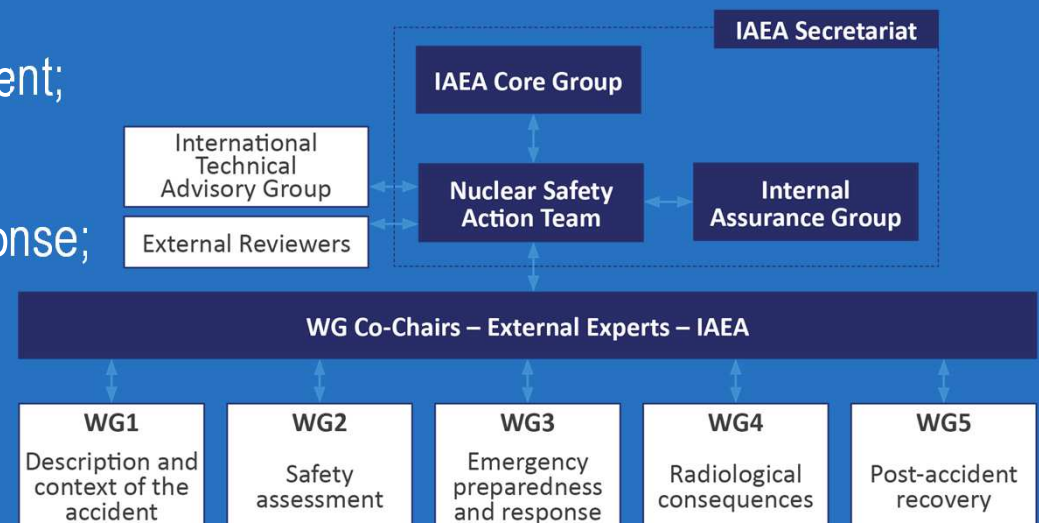 ent;
onse;
IAEA Secretariat
IAEA Core Group
International
Technical
Advisory Group
Nuclear Safety
Action Team
Internal
Assurance Group
External Reviewers
WG Co-Chairs – External Experts – IAEA
WG1
Description and
context of the
accident
WG2
Safety
assessment
WG3
Emergency
preparedness
and response
WG4
Radiological
consequences
WG5
Post-accident
recovery